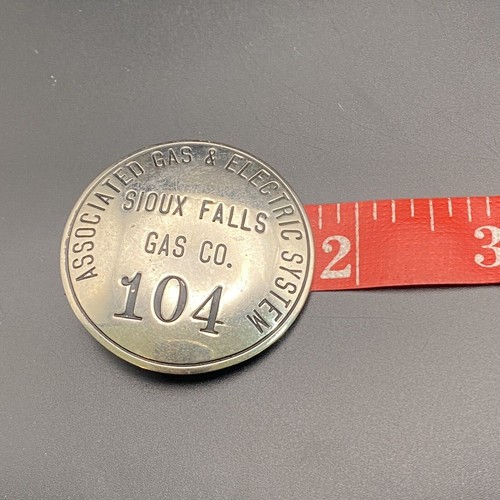 ASSOCIATED GAS & ELECTRIC SYSTEM
SIOUX FALLS
GAS CO.
104
2
3